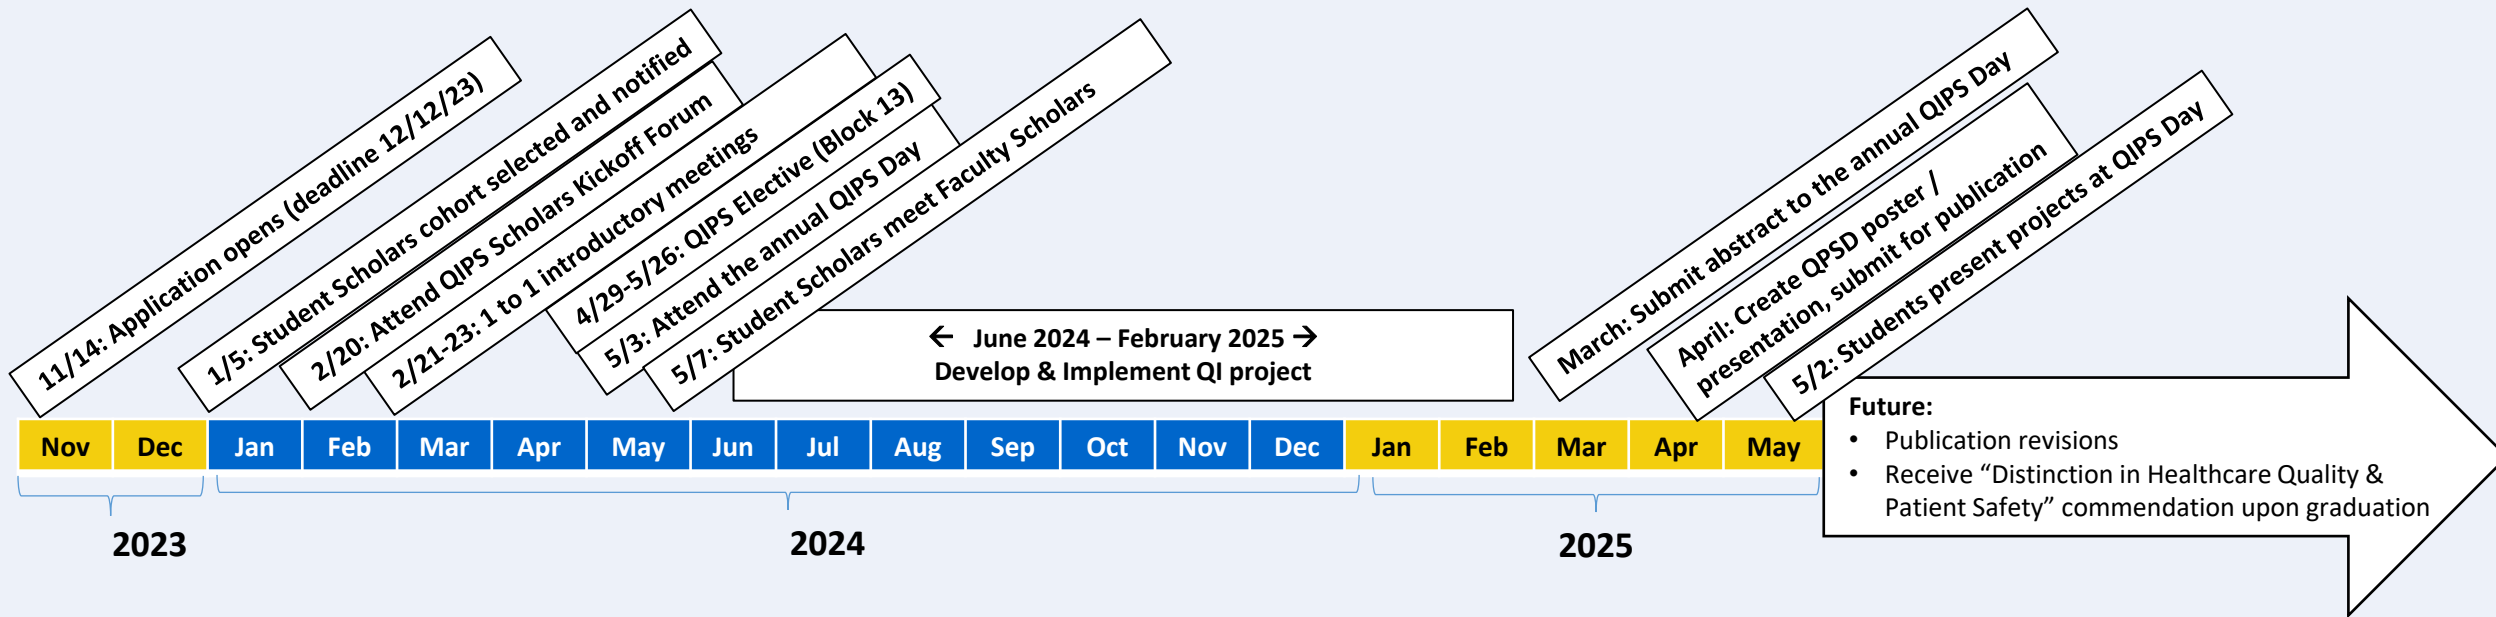 11/14: Application opens (deadline 12/12/23)
1/5: Student Scholars cohort selected and notified
2/20: Attend QIPS Scholars Kickoff Forum
2/21-23: 1 to 1 introductory meetings
4/29-5/26: QIPS Elective (Block 13)
5/3: Attend the annual QIPS Day
5/7: Student Scholars meet Faculty Scholars
← June 2024 – February 2025 →
Develop & Implement QI project
March: Submit abstract to the annual QIPS Day
April: Create QPSD poster /
presentation, submit for publication
5/2: Students present projects at QIPS Day
Nov Dec Jan Feb Mar Apr May Jun Jul Aug Sep Oct Nov Dec Jan Feb Mar Apr May
2023 2024 2025
Future:
• Publication revisions
• Receive “Distinction in Healthcare Quality &
Patient Safety” commendation upon graduation